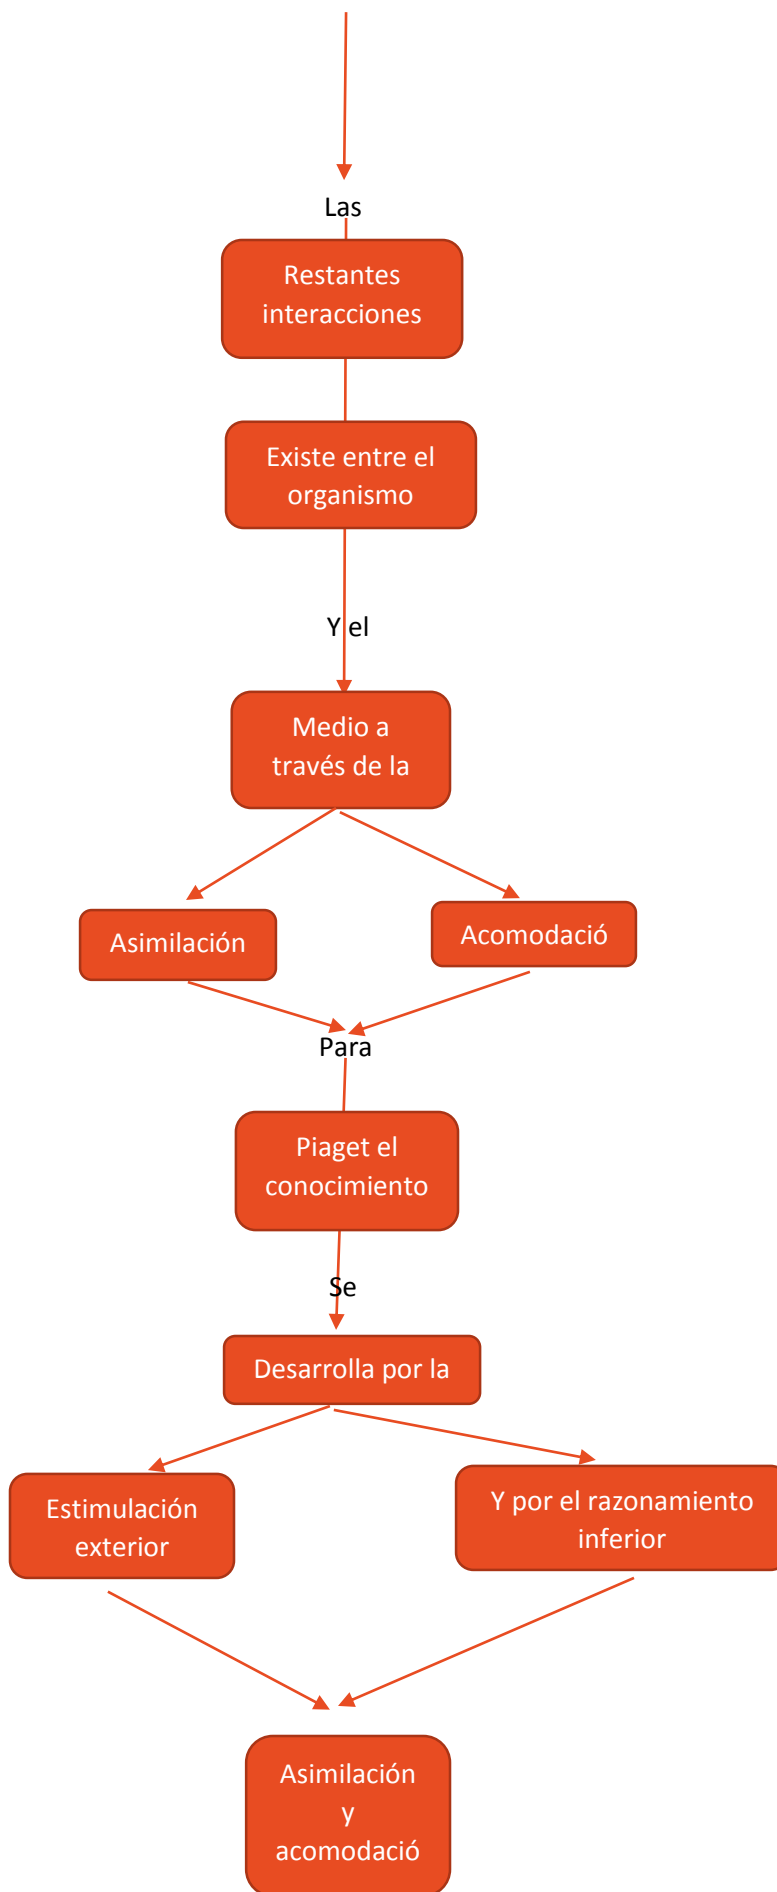 Las
Restantes
interacciones
Existe entre el
organismo
Y el
Medio a
través de la
Asimilación
Acomodació
Para
Piaget el
conocimiento
Se
Desarrolla por la
Estimulación
exterior
Y por el razonamiento
inferior
Asimilación
y
acomodació